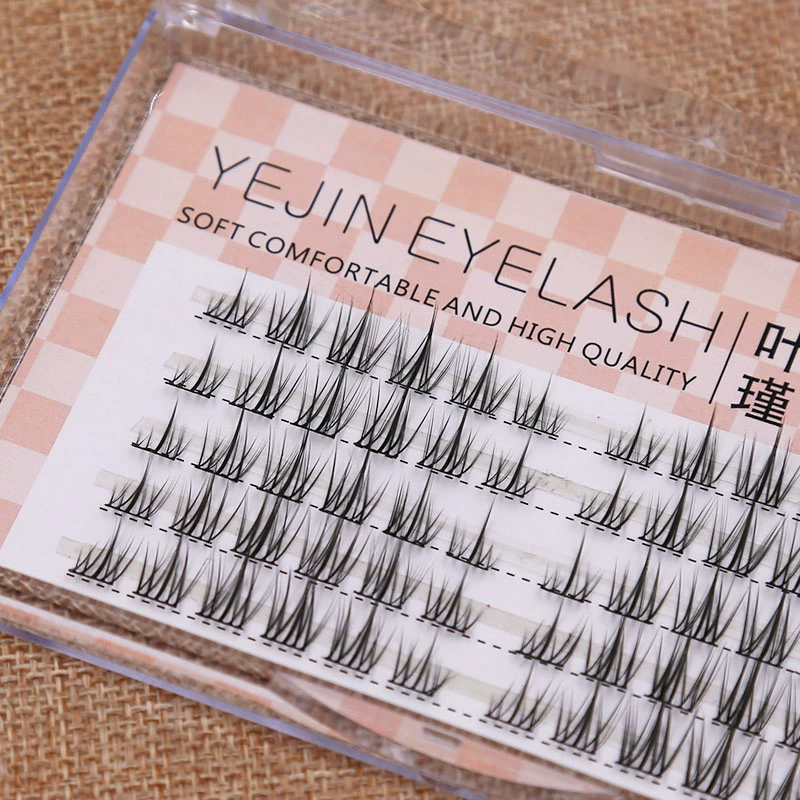 YEJIN EYELASH
SOFT COMFORTABLE AND HIGH QUALITY
叶
瑾